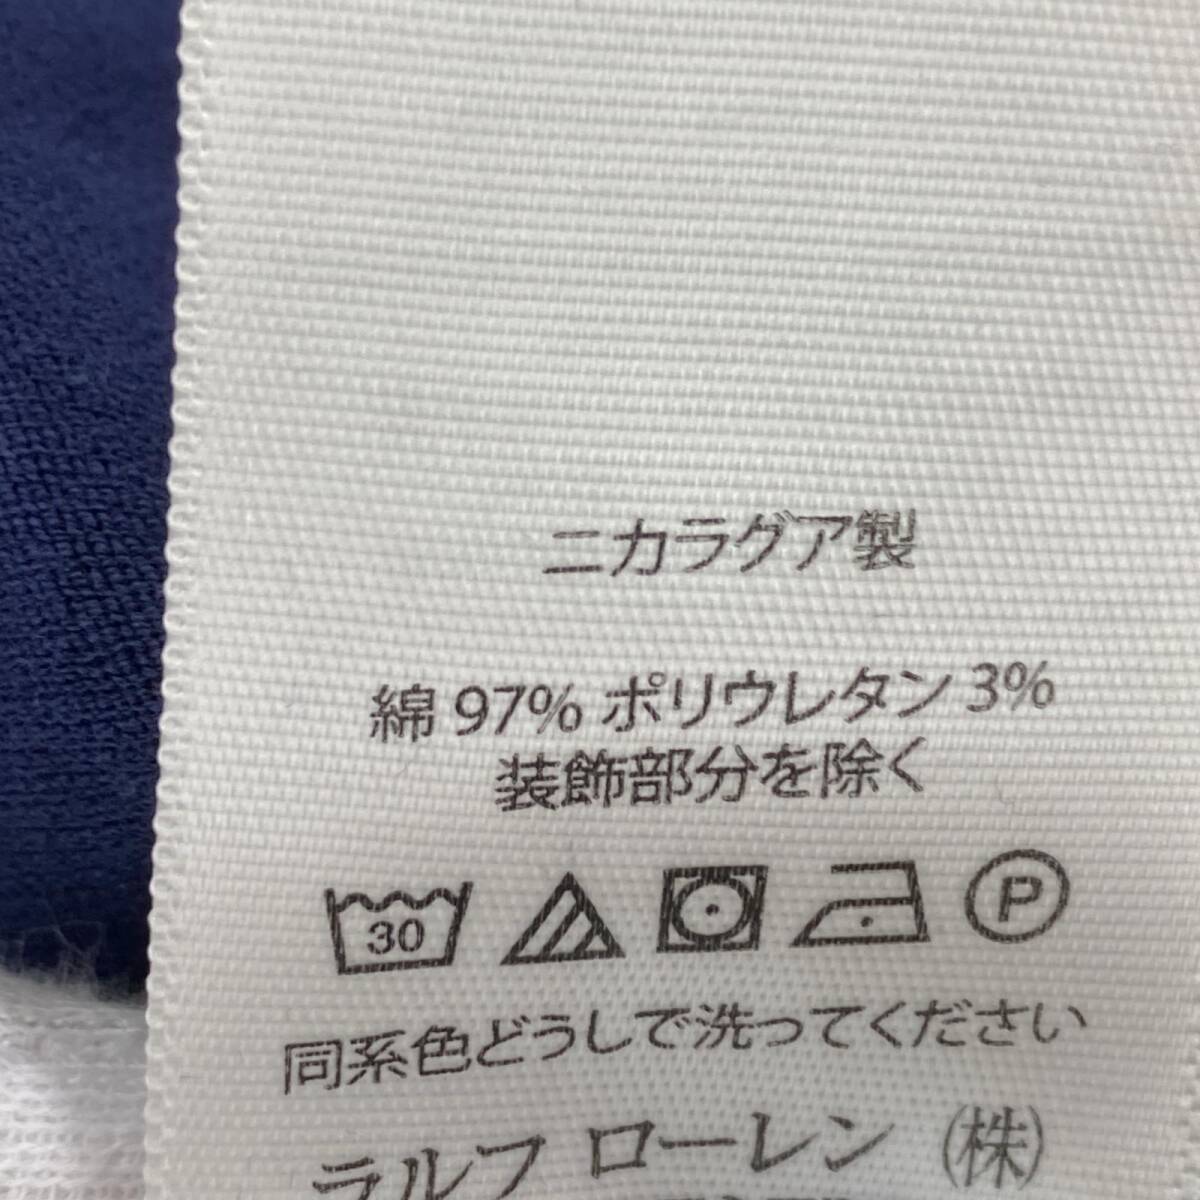 ニカラグア製
綿 97% ポリウレタン 3%
装飾部分を除く
30 P
同系色どうしで洗ってください
ラルフ ローレン (株)